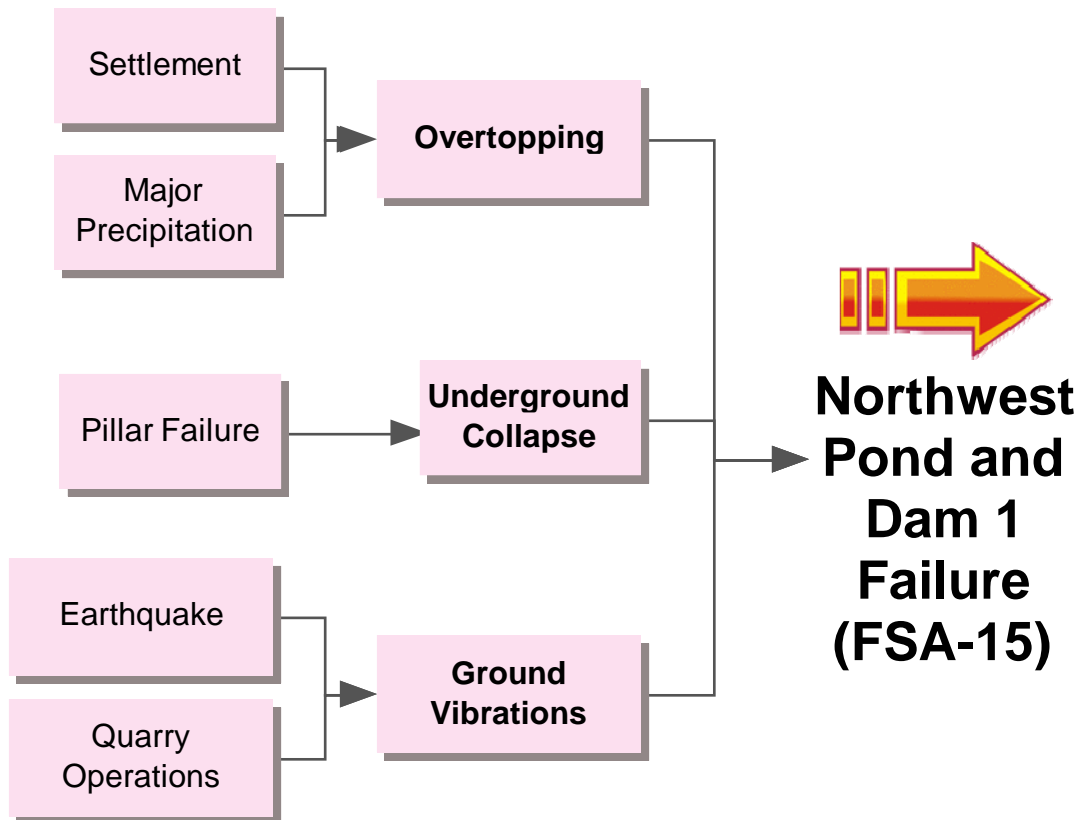 Settlement
Major
Precipitation
Overtopping
Pillar Failure
Underground
Collapse
Earthquake
Quarry
Operations
Ground
Vibrations
Northwest
Pond and
Dam 1
Failure
(FSA-15)